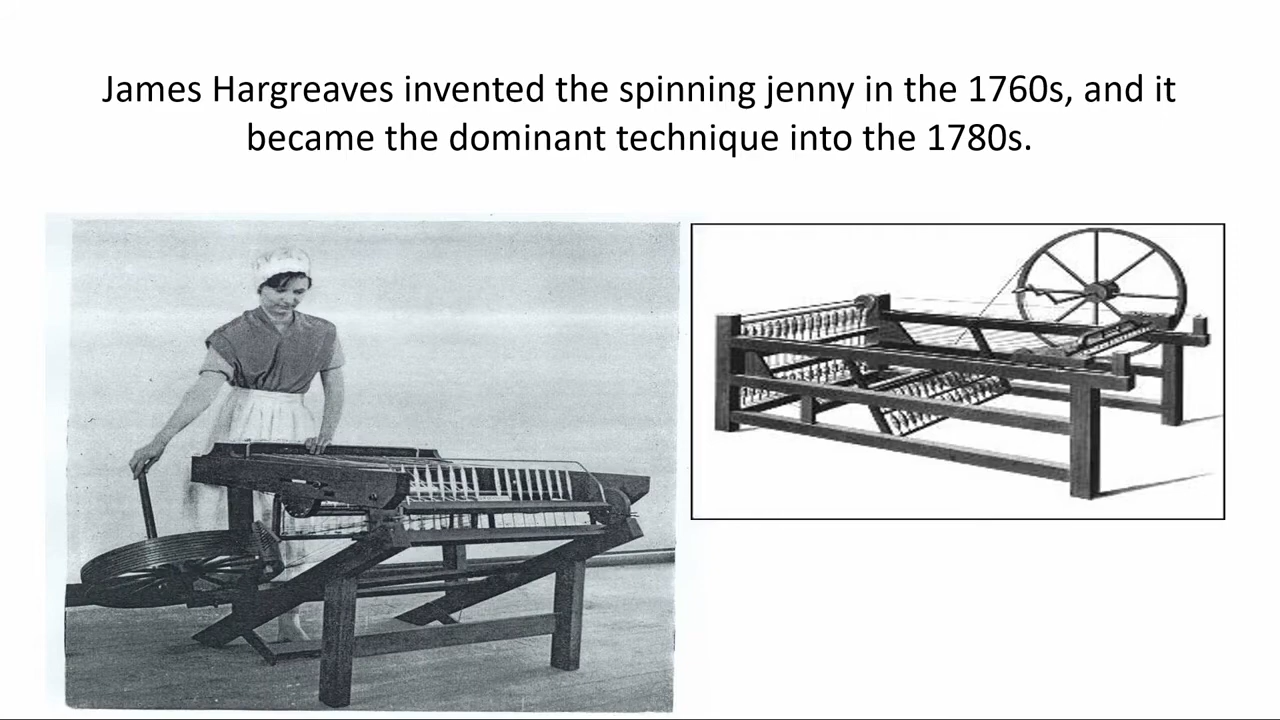 James Hargreaves invented the spinning jenny in the 1760s, and it
became the dominant technique into the 1780s.